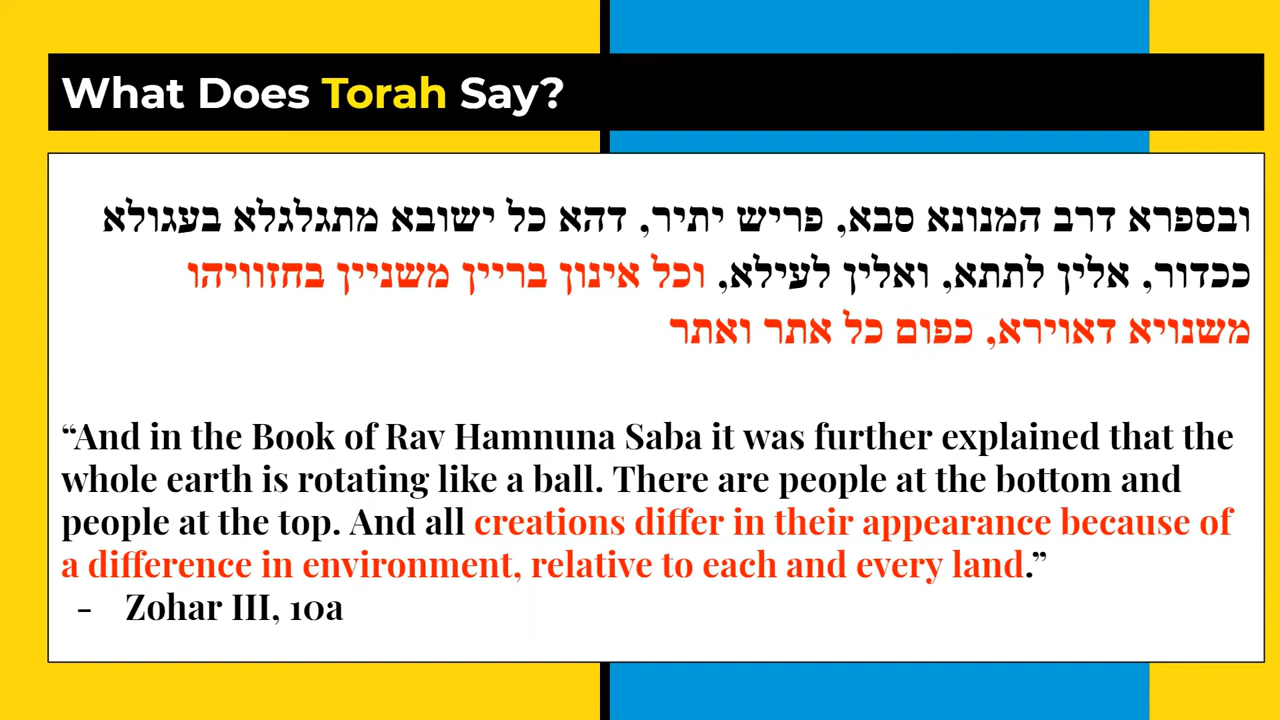 What Does Torah Say?
ובספרא דרב המנונא סבא, פריש יתיר, דהא כל ישובא מתגלגלא בעגולא
ככדור, אלין לתתא, ואלין לעילא, וכל אינון בריין משניין בחזוויהו
משנויא דאוירא, כפום כל אתר ואתר
“And in the Book of Rav Hamnuna Saba it was further explained that the
whole earth is rotating like a ball. There are people at the bottom and
people at the top. And all creations differ in their appearance because of
a difference in environment, relative to each and every land.”
- Zohar III, 10a